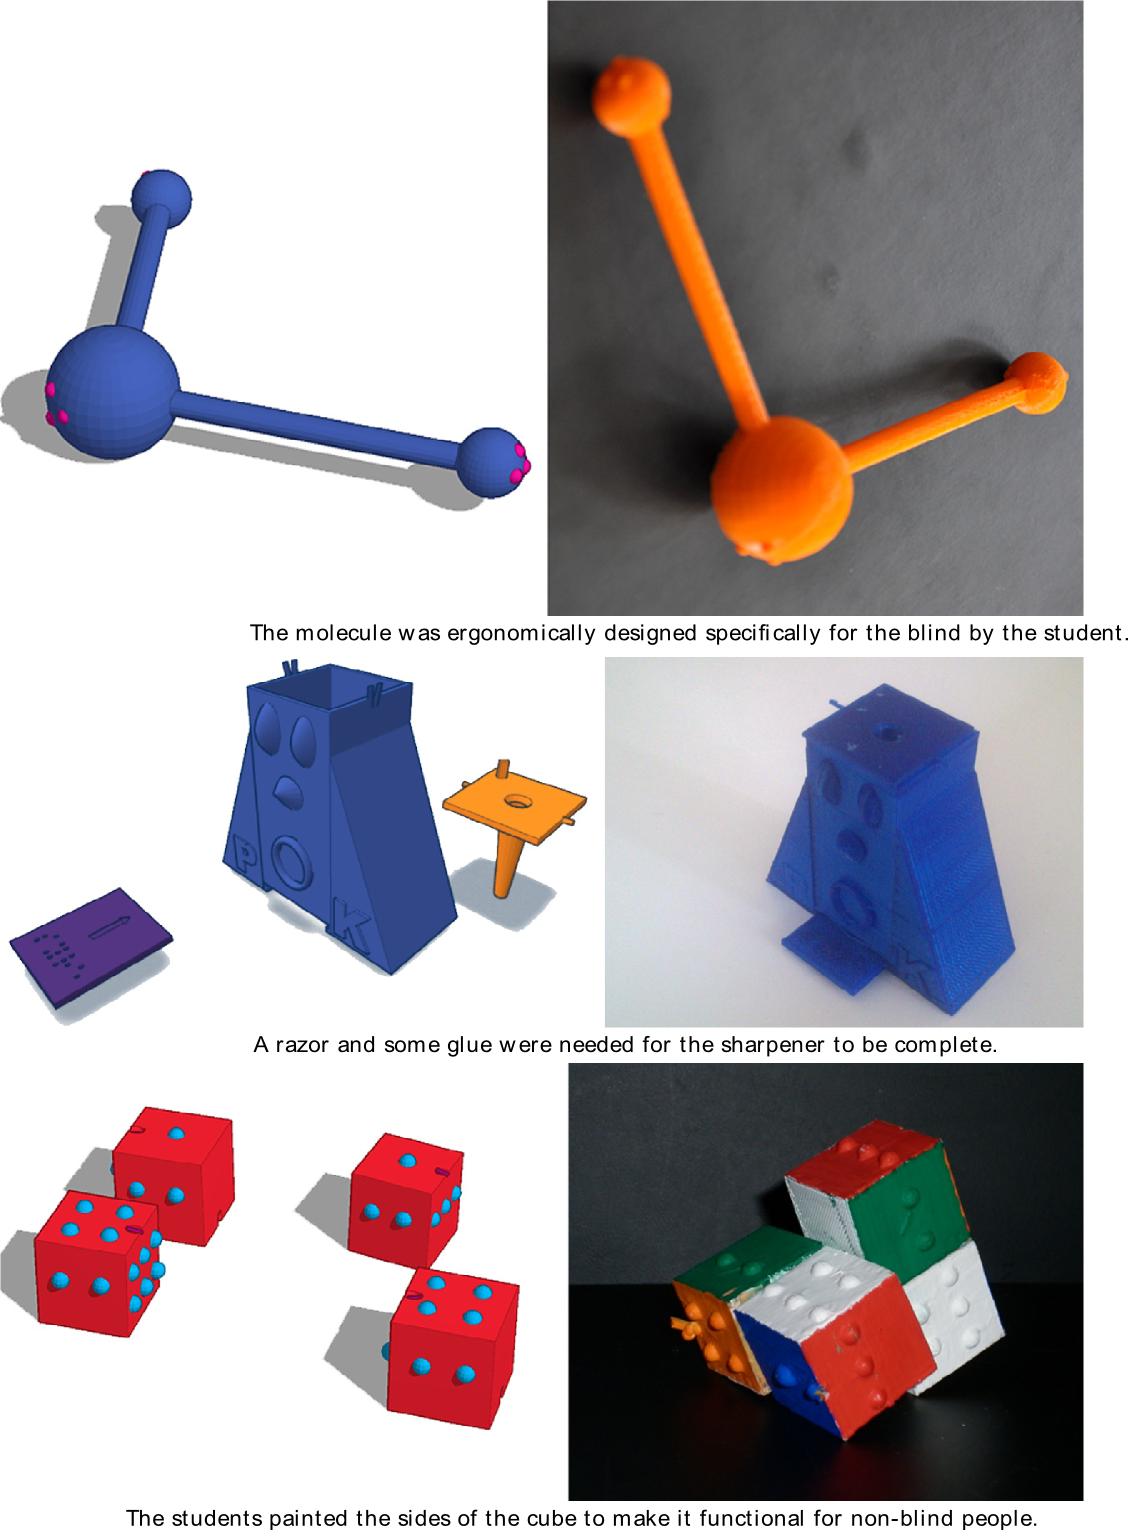 The molecule was ergonomically designed specifically for the blind by the student.
P
O
K
A razor and some glue were needed for the sharpener to be complete.
The students painted the sides of the cube to make it functional for non-blind people.